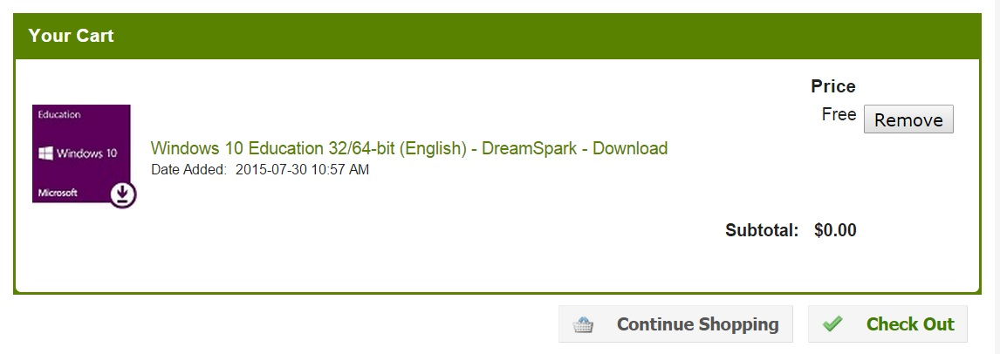 Your Cart
Price
Free
Remove
Education
Windows 10
Microsoft
Windows 10 Education 32/64-bit (English) - DreamSpark - Download
Date Added: 2015-07-30 10:57 AM
Subtotal: $0.00
Continue Shopping
Check Out